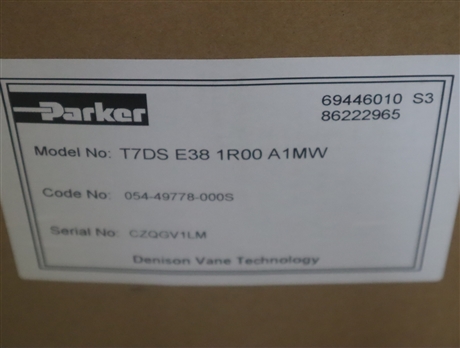 Parker
69446010 S3
86222965
Model No: T7DS E38 1R00 A1MW
Code No: 054-49778-000S
Serial No: CZQGV1LM
Denison Vane Technology